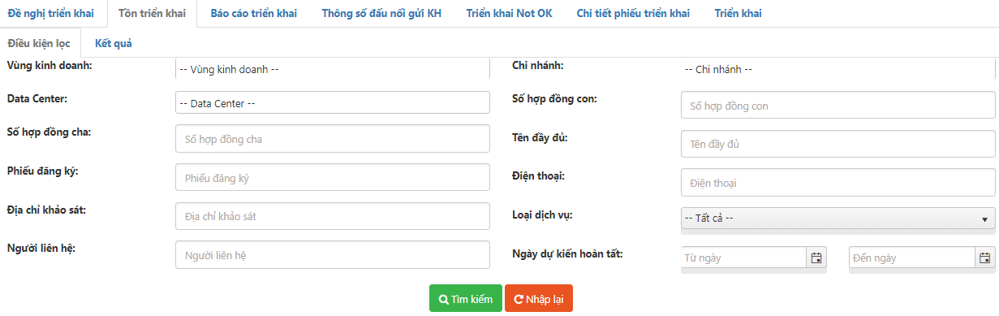 Đề nghị triển khai Tồn triển khai Báo cáo triển khai Thông số đấu nối gửi KH Triển khai Not OK Chi tiết phiếu triển khai Triển khai
Điều kiện lọc Kết quả
Vùng kinh doanh: -- Vùng kinh doanh -- Chi nhánh: -- Chi nhánh --
Data Center: -- Data Center -- Số hợp đồng con: Số hợp đồng con
Số hợp đồng cha: Số hợp đồng cha Tên đầy đủ: Tên đầy đủ
Phiếu đăng ký: Phiếu đăng ký Điện thoại: Điện thoại
Địa chỉ khảo sát: Địa chỉ khảo sát Loại dịch vụ: -- Tất cả --
Người liên hệ: Người liên hệ Ngày dự kiến hoàn tất: Từ ngày Đến ngày
Tìm kiếm Nhập lại